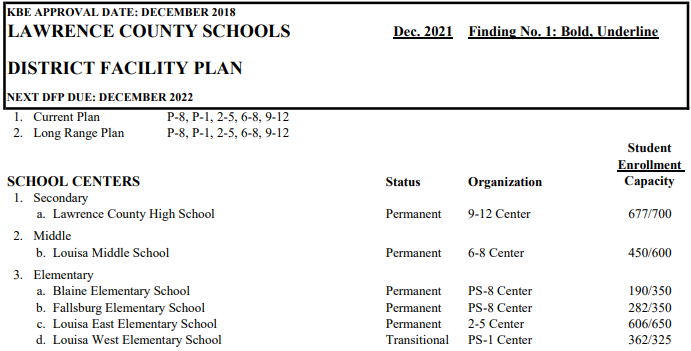 KBE APPROVAL DATE: DECEMBER 2018
LAWRENCE COUNTY SCHOOLS Dec. 2021 Finding No. 1: Bold, Underline
DISTRICT FACILITY PLAN
NEXT DFP DUE: DECEMBER 2022
1. Current Plan P-8, P-1, 2-5, 6-8, 9-12
2. Long Range Plan P-8, P-1, 2-5, 6-8, 9-12
Student
Enrollment
SCHOOL CENTERS Status Organization Capacity
1. Secondary
a. Lawrence County High School Permanent 9-12 Center 677/700
2. Middle
b. Louisa Middle School Permanent 6-8 Center 450/600
3. Elementary
a. Blaine Elementary School Permanent PS-8 Center 190/350
b. Fallsburg Elementary School Permanent PS-8 Center 282/350
c. Louisa East Elementary School Permanent 2-5 Center 606/650
d. Louisa West Elementary School Transitional PS-1 Center 362/325